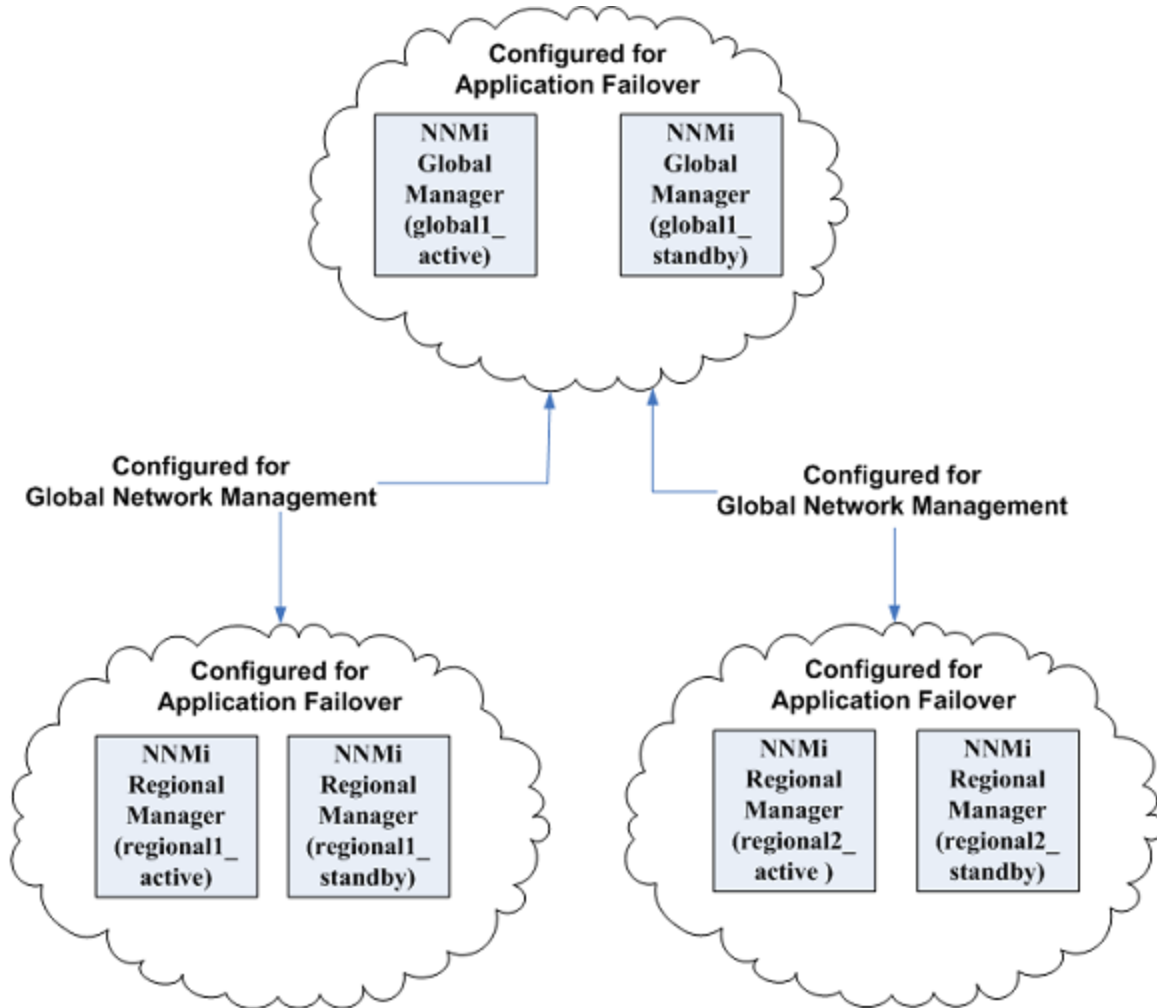 Configured for
Application Failover
NNMi
Global
Manager
(global1_
active)
NNMi
Global
Manager
(global1_
standby)
Configured for
Global Network Management
Configured for
Global Network Management
Configured for
Application Failover
NNMi
Regional
Manager
(regional1_
active)
NNMi
Regional
Manager
(regional1_
standby)
Configured for
Application Failover
NNMi
Regional
Manager
(regional2_
active )
NNMi
Regional
Manager
(regional2_
standby)